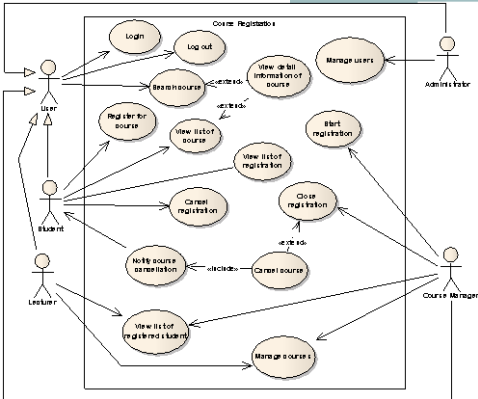 Course Registration
Login
Log out
View detail
information of
course
Manage users
Administrator
User
Search course
«extend»
«extend»
Register for
course
View list of
course
Start
registration
View list of
registration
Student
Cancel
registration
Close
registration
«extend»
Notify course
cancellation
«include»
Cancel course
Lecturer
Course Manager
View list of
registered student
Manage courses